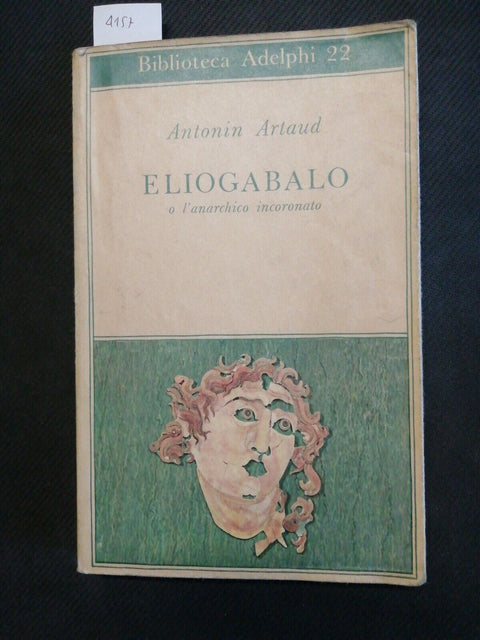 4157
Biblioteca Adelphi 22
Antonin Artaud
ELIOGABALO
o l'anarchico incoronato